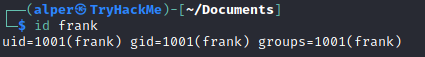 ┌──(alper㉿TryHackMe)-[~/Documents]
└─$ id frank
uid=1001(frank) gid=1001(frank) groups=1001(frank)